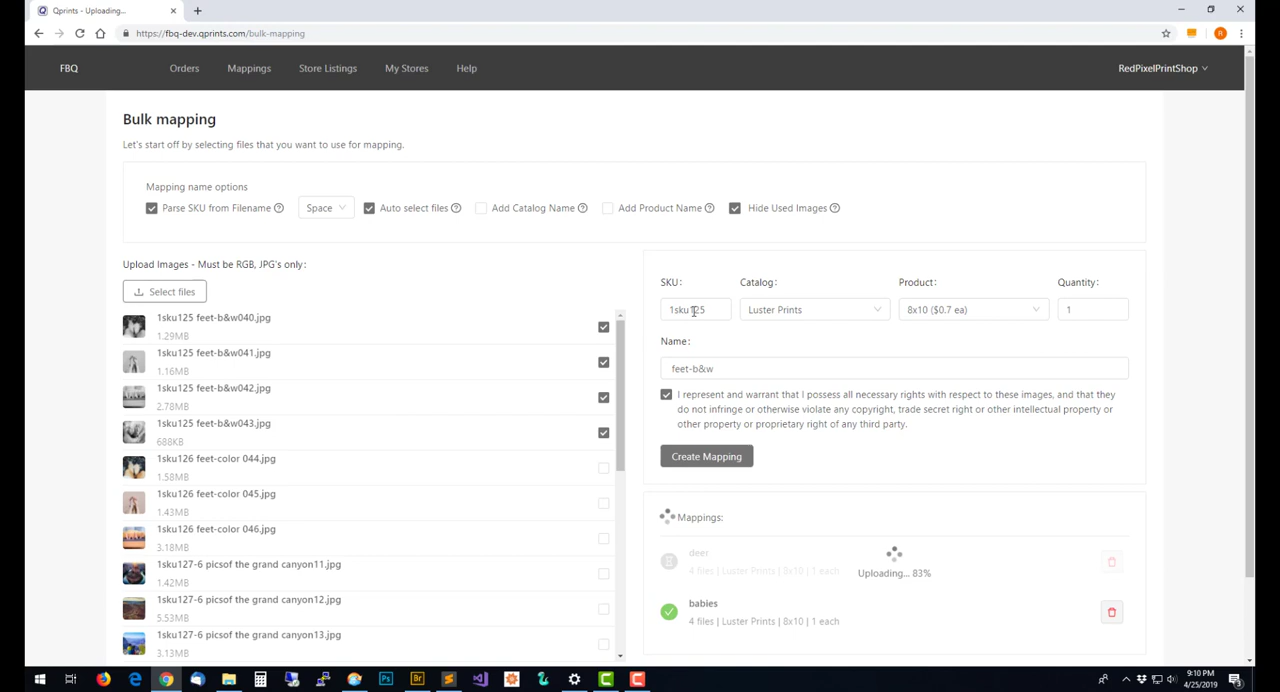 Qprints - Uploading...
https://fbq-dev.qprints.com/bulk-mapping
FBQ Orders Mappings Store Listings My Stores Help RedPixelPrintShop
Bulk mapping
Let's start off by selecting files that you want to use for mapping.
Mapping name options
Parse SKU from Filename Space Auto select files Add Catalog Name Add Product Name Hide Used Images
Upload Images - Must be RGB, JPG's only:
Select files
1sku125 feet-b&w040.jpg
1.29MB
1sku125 feet-b&w041.jpg
1.16MB
1sku125 feet-b&w042.jpg
2.78MB
1sku125 feet-b&w043.jpg
688KB
1sku126 feet-color 044.jpg
1.58MB
1sku126 feet-color 045.jpg
1.43MB
1sku126 feet-color 046.jpg
3.18MB
1sku127-6 picsof the grand canyon11.jpg
1.42MB
1sku127-6 picsof the grand canyon12.jpg
5.53MB
1sku127-6 picsof the grand canyon13.jpg
3.13MB
SKU: Catalog: Product: Quantity:
1sku125 Luster Prints 8x10 ($0.7 ea) 1
Name:
feet-b&w
I represent and warrant that I possess all necessary rights with respect to these images, and that they
do not infringe or otherwise violate any copyright, trade secret right or other intellectual property or
other property or proprietary right of any third party.
Create Mapping
Mappings:
deer
4 files | Luster Prints | 8x10 | 1 each
Uploading... 83%
babies
4 files | Luster Prints | 8x10 | 1 each
9:10 PM
4/25/2019